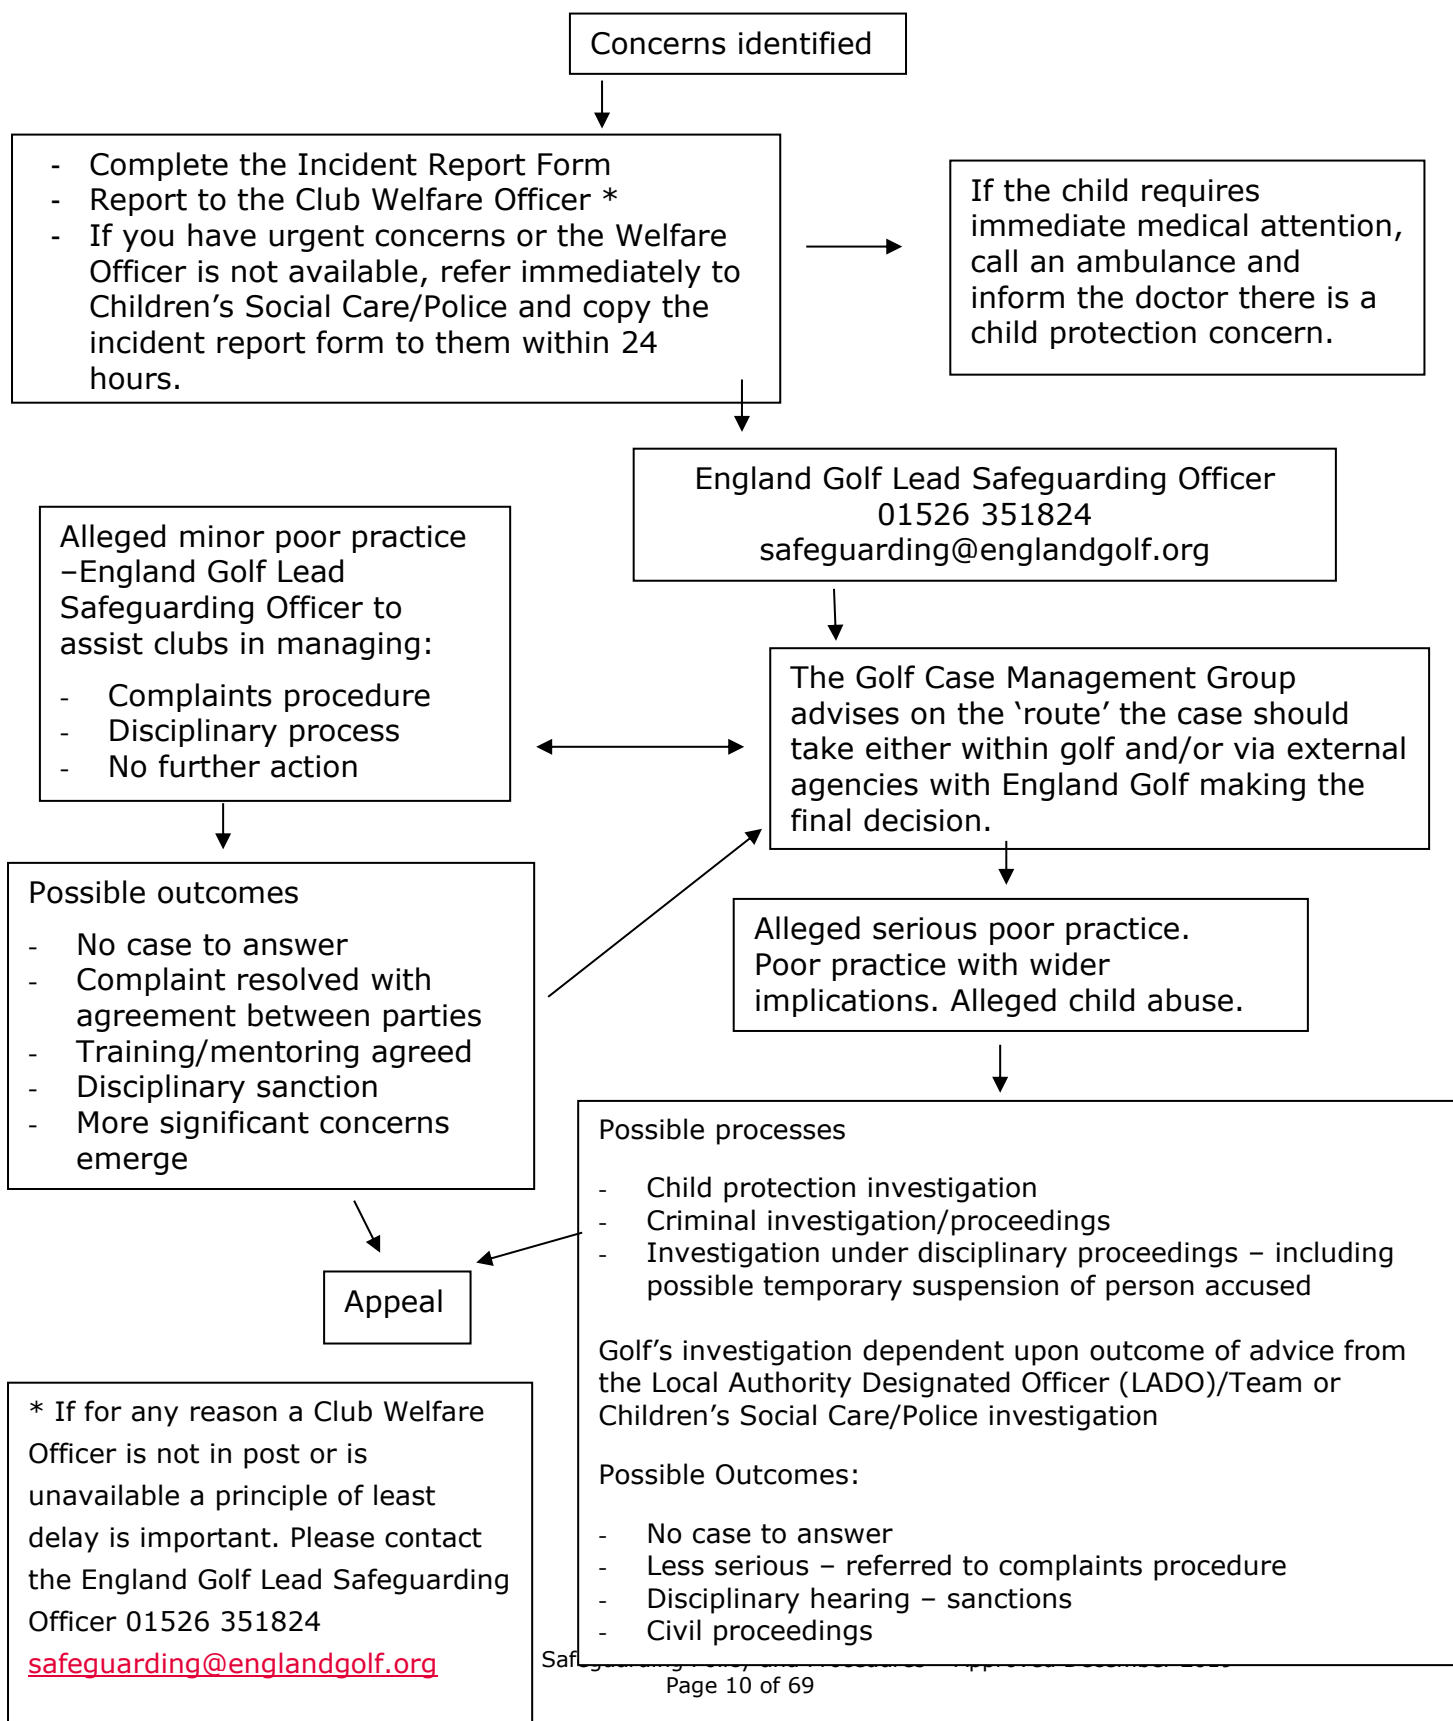 Concerns identified
- Complete the Incident Report Form
- Report to the Club Welfare Officer *
- If you have urgent concerns or the Welfare
Officer is not available, refer immediately to
Children’s Social Care/Police and copy the
incident report form to them within 24
hours.
If the child requires
immediate medical attention,
call an ambulance and
inform the doctor there is a
child protection concern.
England Golf Lead Safeguarding Officer
01526 351824
safeguarding@englandgolf.org
Alleged minor poor practice
–England Golf Lead
Safeguarding Officer to
assist clubs in managing:
- Complaints procedure
- Disciplinary process
- No further action
The Golf Case Management Group
advises on the ‘route’ the case should
take either within golf and/or via external
agencies with England Golf making the
final decision.
Possible outcomes
- No case to answer
- Complaint resolved with
agreement between parties
- Training/mentoring agreed
- Disciplinary sanction
- More significant concerns
emerge
Alleged serious poor practice.
Poor practice with wider
implications. Alleged child abuse.
Possible processes
- Child protection investigation
- Criminal investigation/proceedings
- Investigation under disciplinary proceedings – including
possible temporary suspension of person accused
Golf’s investigation dependent upon outcome of advice from
the Local Authority Designated Officer (LADO)/Team or
Children’s Social Care/Police investigation
Possible Outcomes:
- No case to answer
- Less serious – referred to complaints procedure
- Disciplinary hearing – sanctions
- Civil proceedings
Appeal
* If for any reason a Club Welfare
Officer is not in post or is
unavailable a principle of least
delay is important. Please contact
the England Golf Lead Safeguarding
Officer 01526 351824
safeguarding@englandgolf.org
Safeguarding Policy and Procedures – Approved December
Page 10 of 69